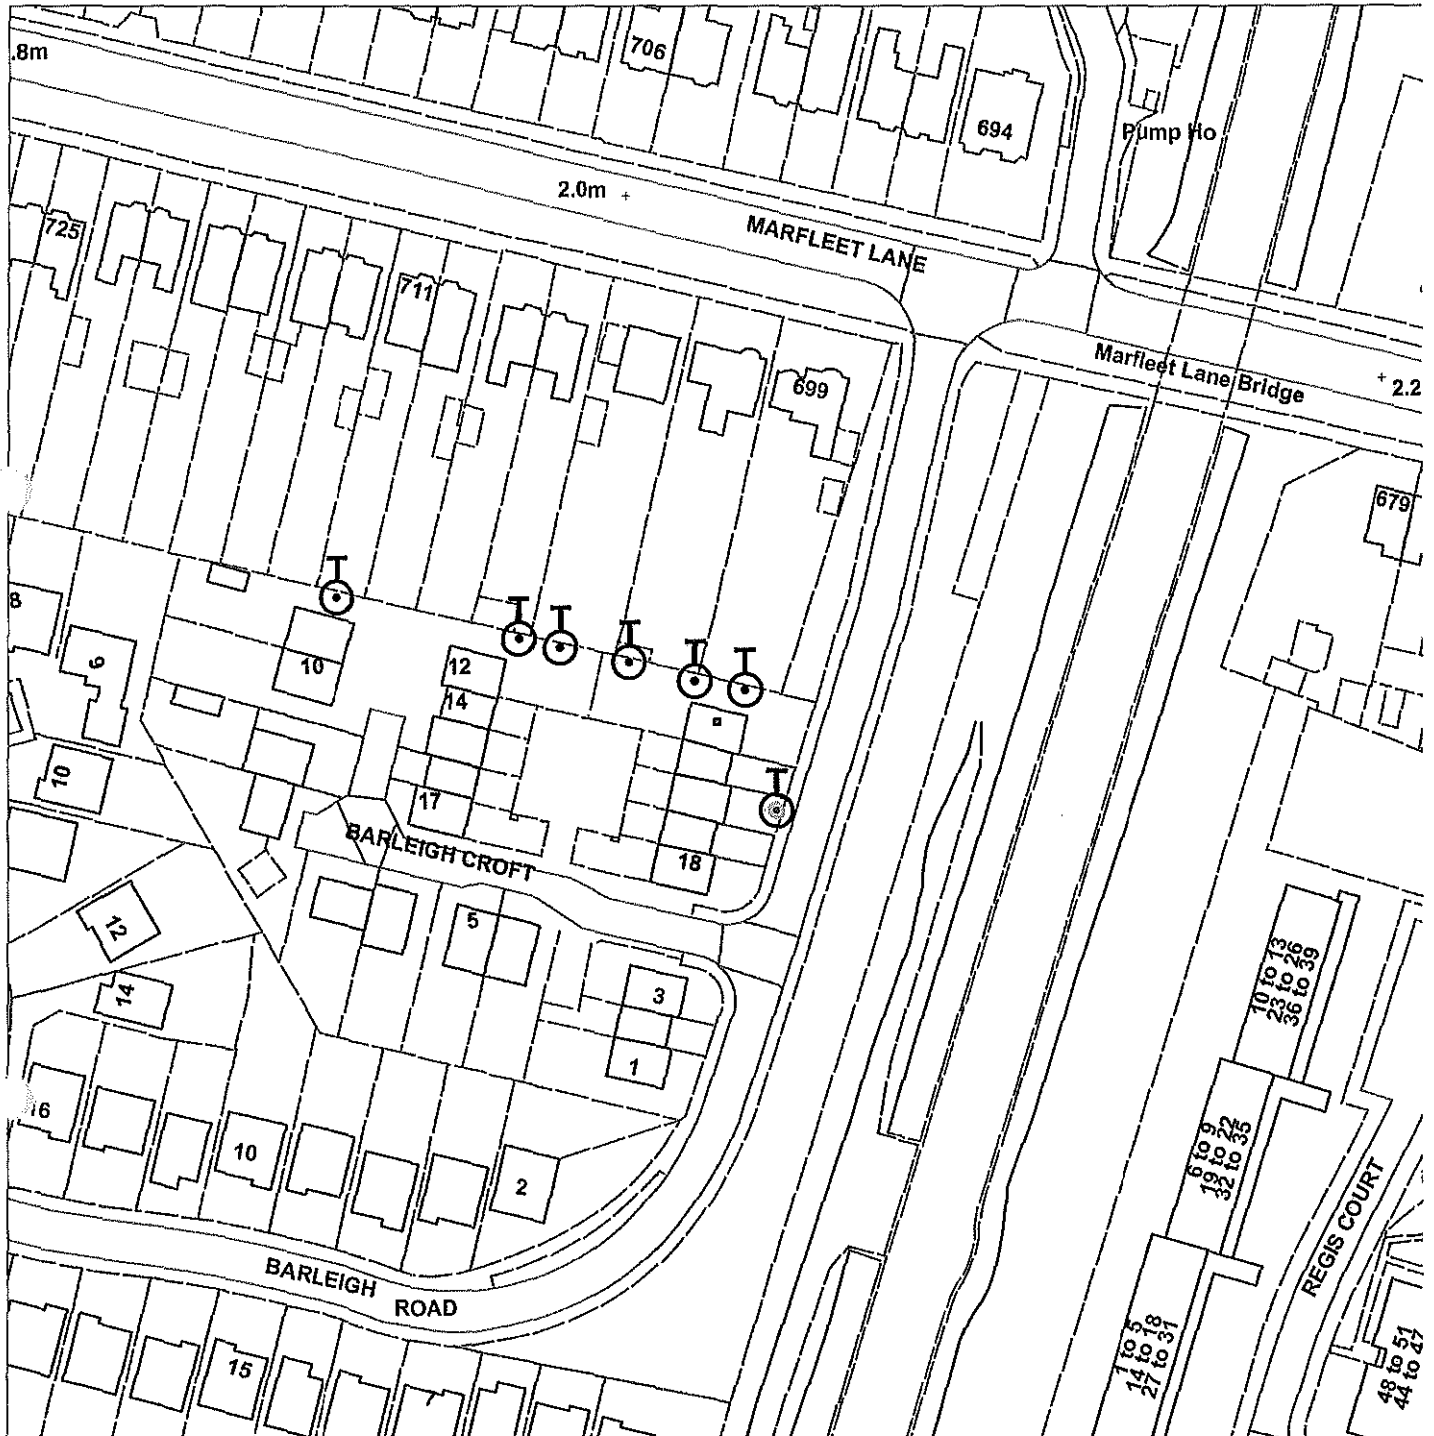 .8m
706
694
Pump Ho
2.0m
MARFLEET LANE
725
711
699
Marfleet Lane Bridge
2.2
679
T
T
T
T
T
T
8
6
10
12
14
10
T
17
BARLEIGH CROFT
18
12
5
14
3
1
10 to 13
23 to 26
36 to 39
16
10
2
6 to 9
19 to 22
32 to 35
REGIS COURT
BARLEIGH
ROAD
15
7
1 to 5
14 to 18
27 to 31
48 to 51
44 to 47